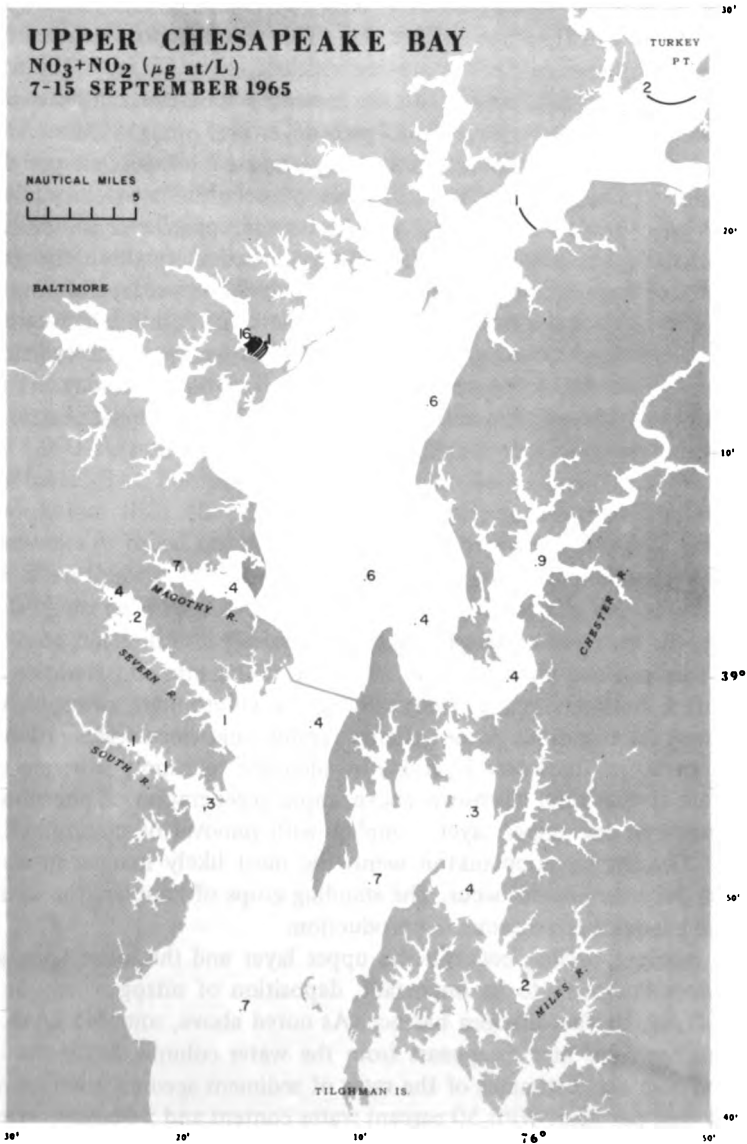 30'
UPPER CHESAPEAKE BAY
NO3+NO2 (μg at/L)
7-15 SEPTEMBER 1965
TURKEY
PT.
2
NAUTICAL MILES
0 5
1
20'
BALTIMORE
16 1
.6
10'
.7
.4
.6
.9
.4
.2
MAGOTHY R.
.4
CHESTER R.
SEVERN R.
.4
39°
1
.4
.1
SOUTH R.
.3
.3
.7
.4
50'
.2
MILES R.
.7
TILGHMAN IS.
40'
30' 20' 10' 76° 50'